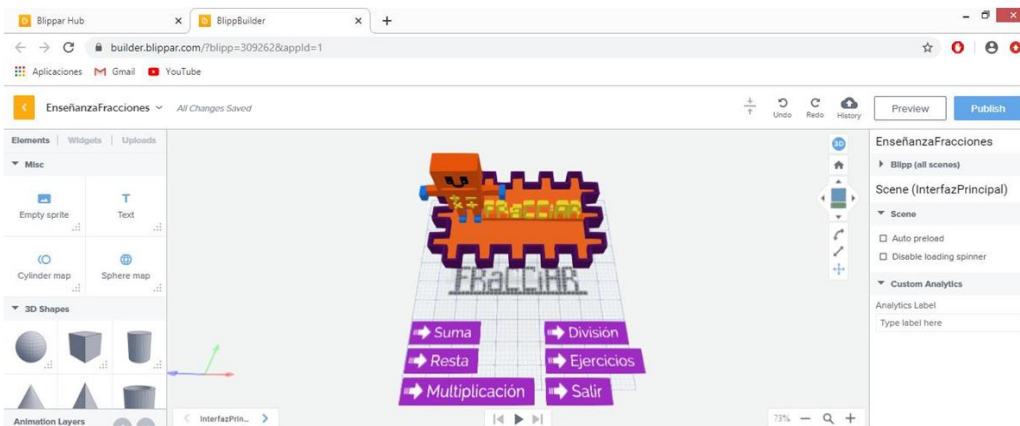 Blippar Hub
BlippBuilder
builder.blippar.com/?blipp=309262&appId=1
Aplicaciones
Gmail
YouTube
EnseñanzaFracciones
All Changes Saved
Undo
Redo
History
Preview
Publish
Elements
Widgets
Uploads
Misc
Empty sprite
Text
Cylinder map
Sphere map
3D Shapes
Animation Layers
3D
FRaCCiAR
FRaCCiAR
Suma
División
Resta
Ejercicios
Multiplicación
Salir
InterfazPrin...
73%
EnseñanzaFracciones
Blipp (all scenes)
Scene (InterfazPrincipal)
Scene
Auto preload
Disable loading spinner
Custom Analytics
Analytics Label
Type label here